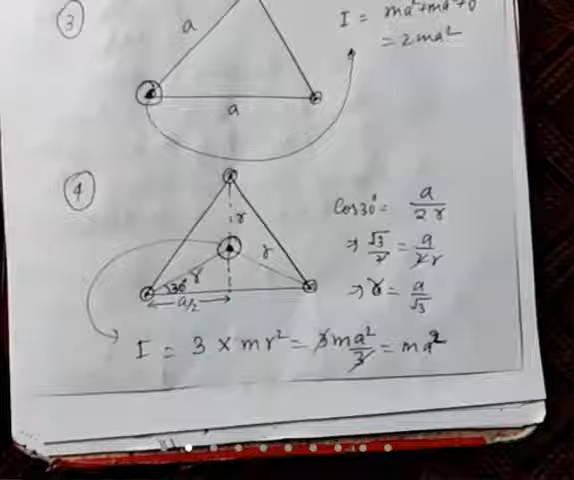 ③
a
a
I = ma²+ma²+0
= 2ma²
④
r
r
r
30°
a/2
Cos30° = a/2r
→ √3/2 = a/2r
→ r = a/√3
I = 3 × mr² = 3ma²/3 = ma²